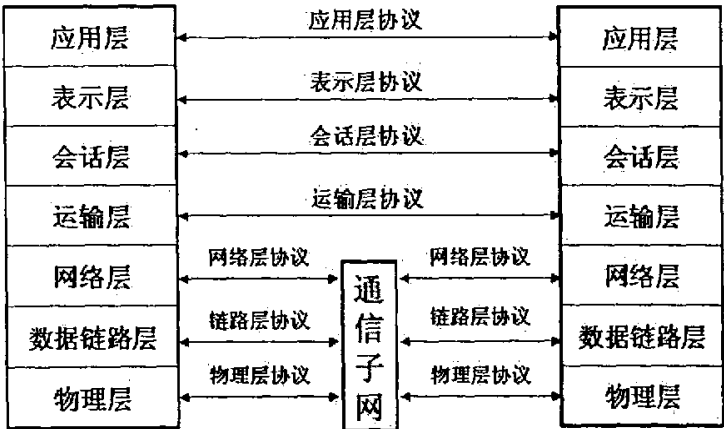 应用层 应用层协议 应用层
表示层 表示层协议 表示层
会话层 会话层协议 会话层
运输层 运输层协议 运输层
网络层 网络层协议 网络层协议 网络层
数据链路层 链路层协议 链路层协议 数据链路层
物理层 物理层协议 物理层协议 物理层
通信子网